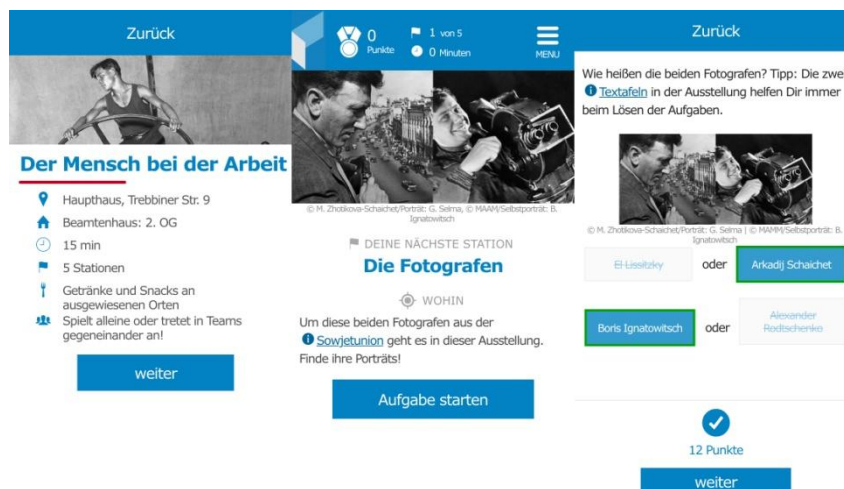 Zurück
Der Mensch bei der Arbeit
Haupthaus, Trebbiner Str. 9
Beamtenhaus: 2. OG
15 min
5 Stationen
Getränke und Snacks an
ausgewiesenen Orten
Spielt alleine oder tretet in Teams
gegeneinander an!
weiter
0
Punkte
1 von 5
0 Minuten
MENU
© M. Zhotikova-Schaichet/Porträt: G. Selma, © MAMM/Selbstporträt: B.
Ignatowitsch
DEINE NÄCHSTE STATION
Die Fotografen
WOHIN
Um diese beiden Fotografen aus der
Sowjetunion geht es in dieser Ausstellung.
Finde ihre Porträts!
Aufgabe starten
Zurück
Wie heißen die beiden Fotografen? Tipp: Die zwe
Textafeln in der Ausstellung helfen Dir immer
beim Lösen der Aufgaben.
© M. Zhotikova-Schaichet/Porträt: G. Selma | © MAMM/Selbstporträt: B.
Ignatowitsch
El Lissitzky oder Arkadij Schaichet
Boris Ignatowitsch oder Alexander
Rodtschenko
12 Punkte
weiter